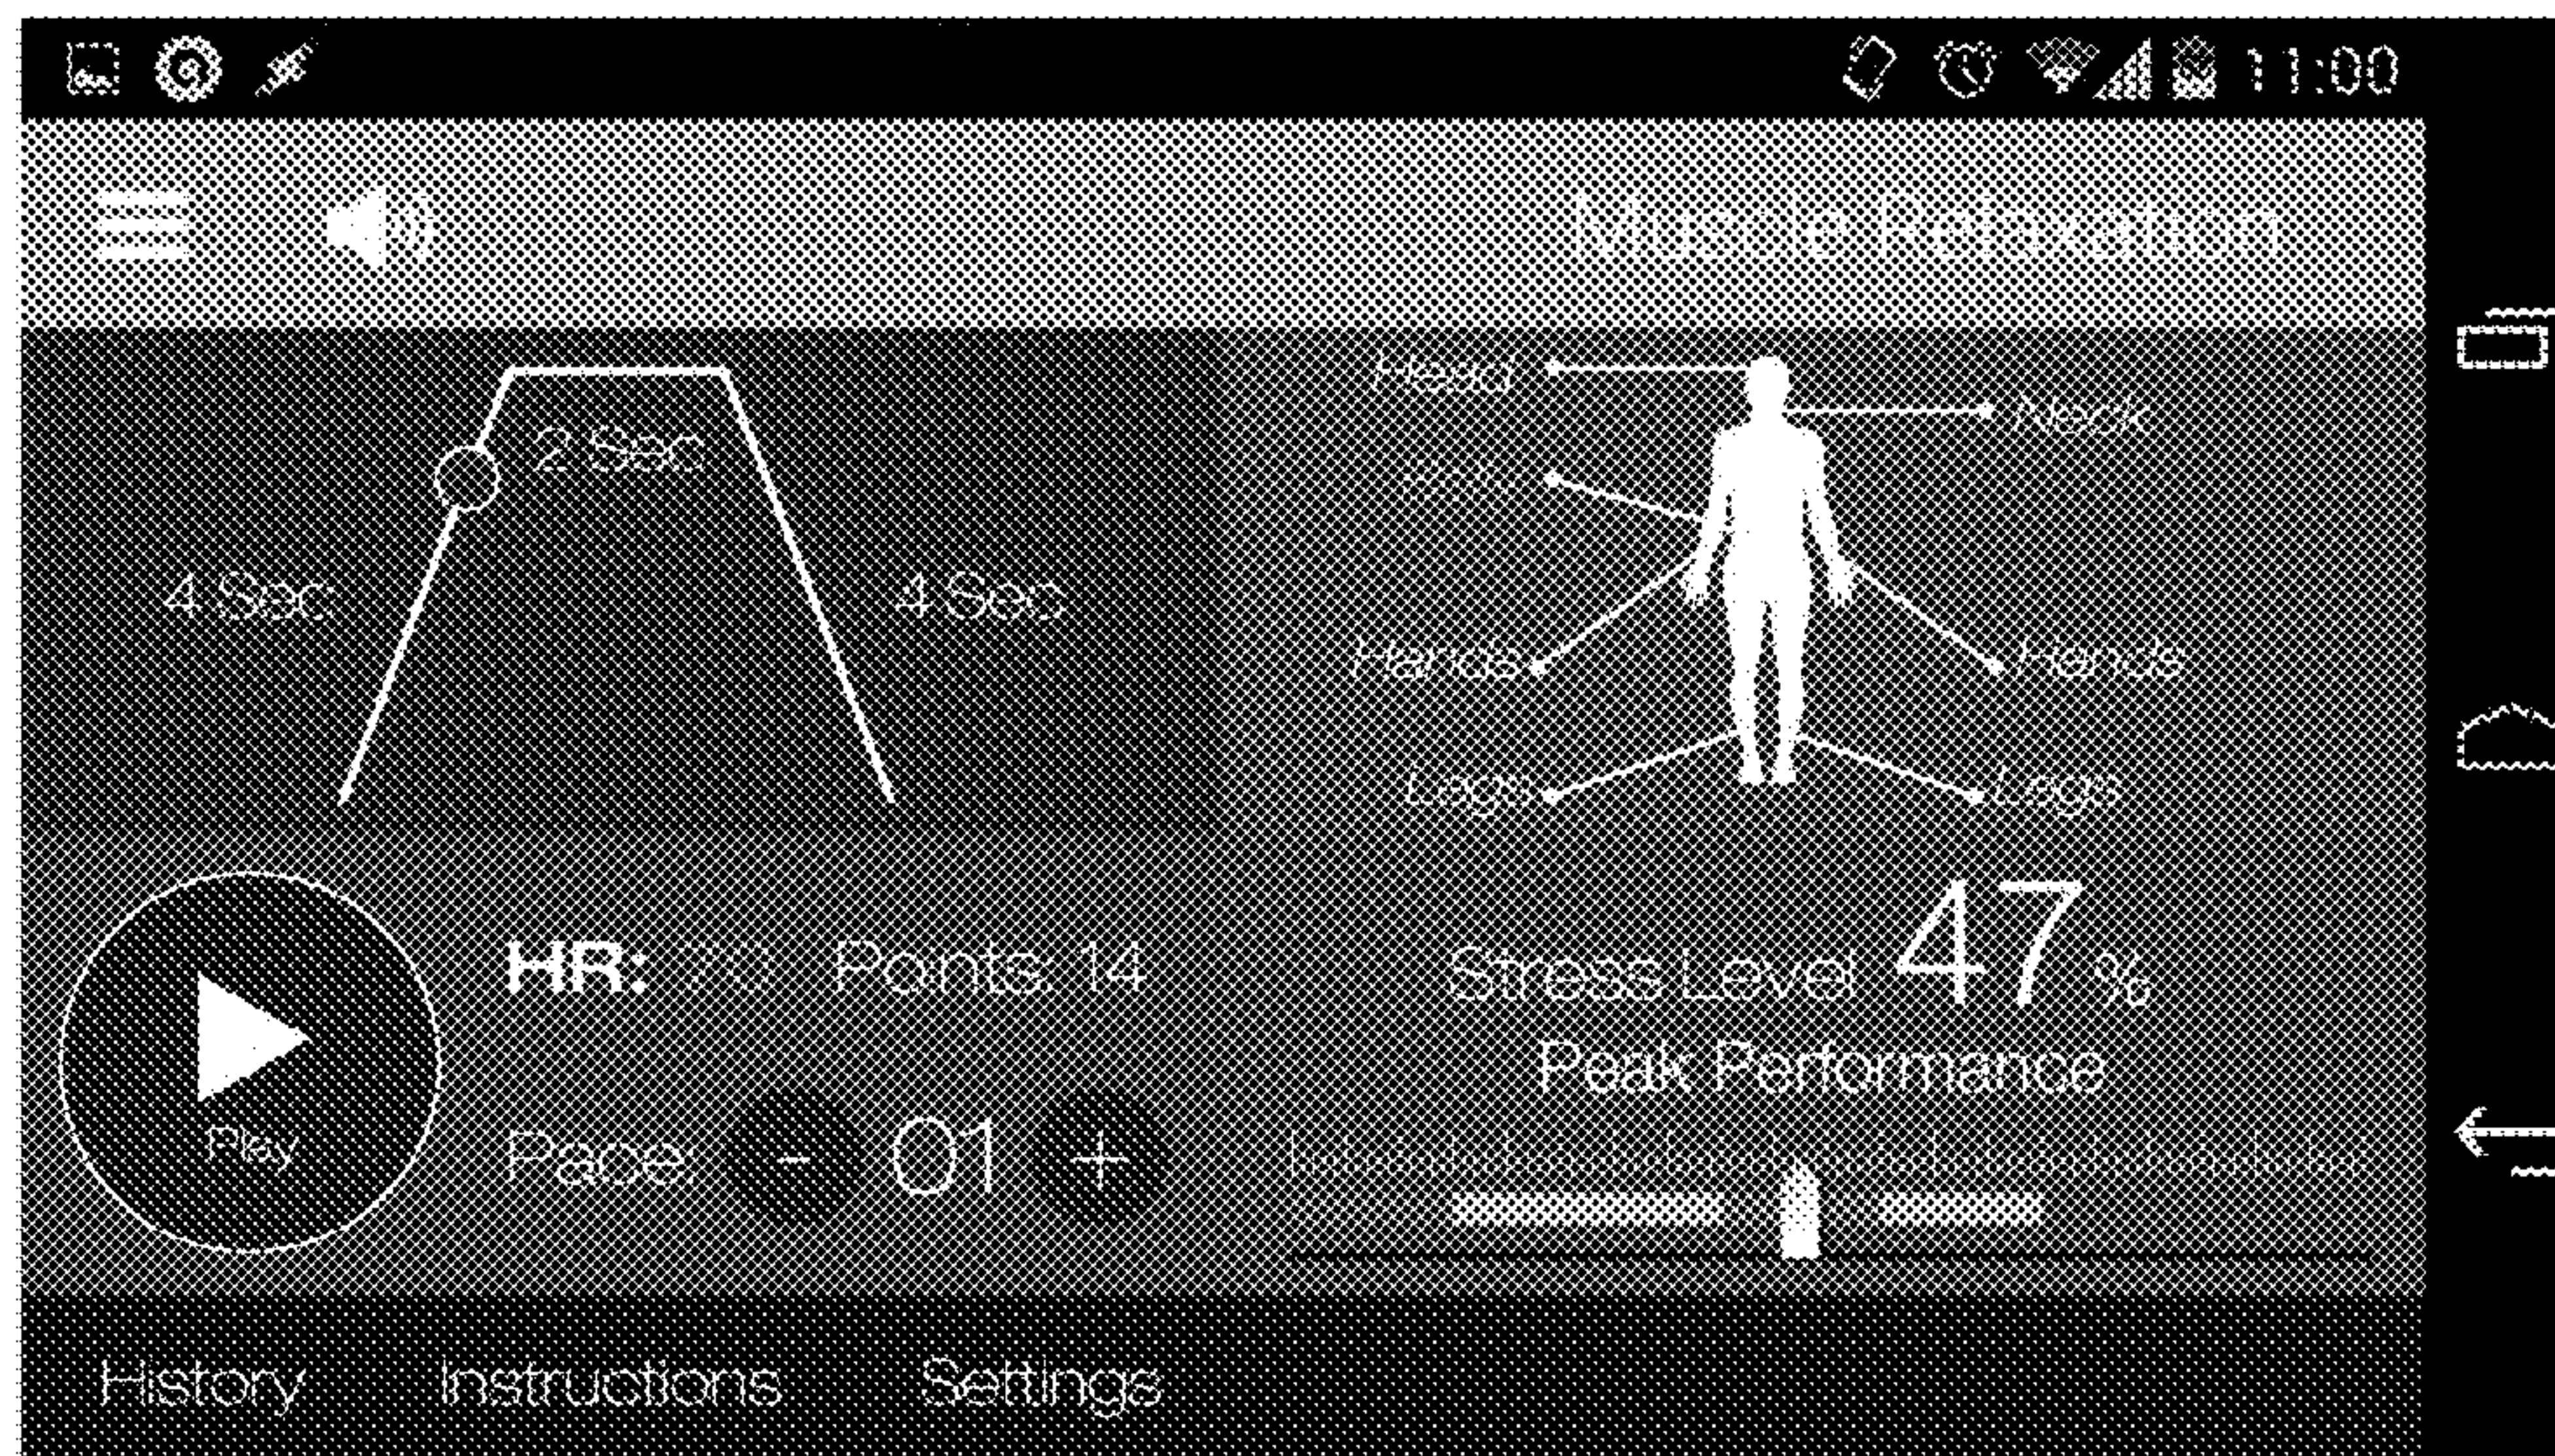 11:00
Muscle Relaxation
Head
Neck
2 Sec
4 Sec
4 Sec
Hands
Hands
Legs
Legs
HR: 70 Points: 14
Stress Level 47 %
Peak Performance
Play
Pace: - 01 +
History Instructions Settings